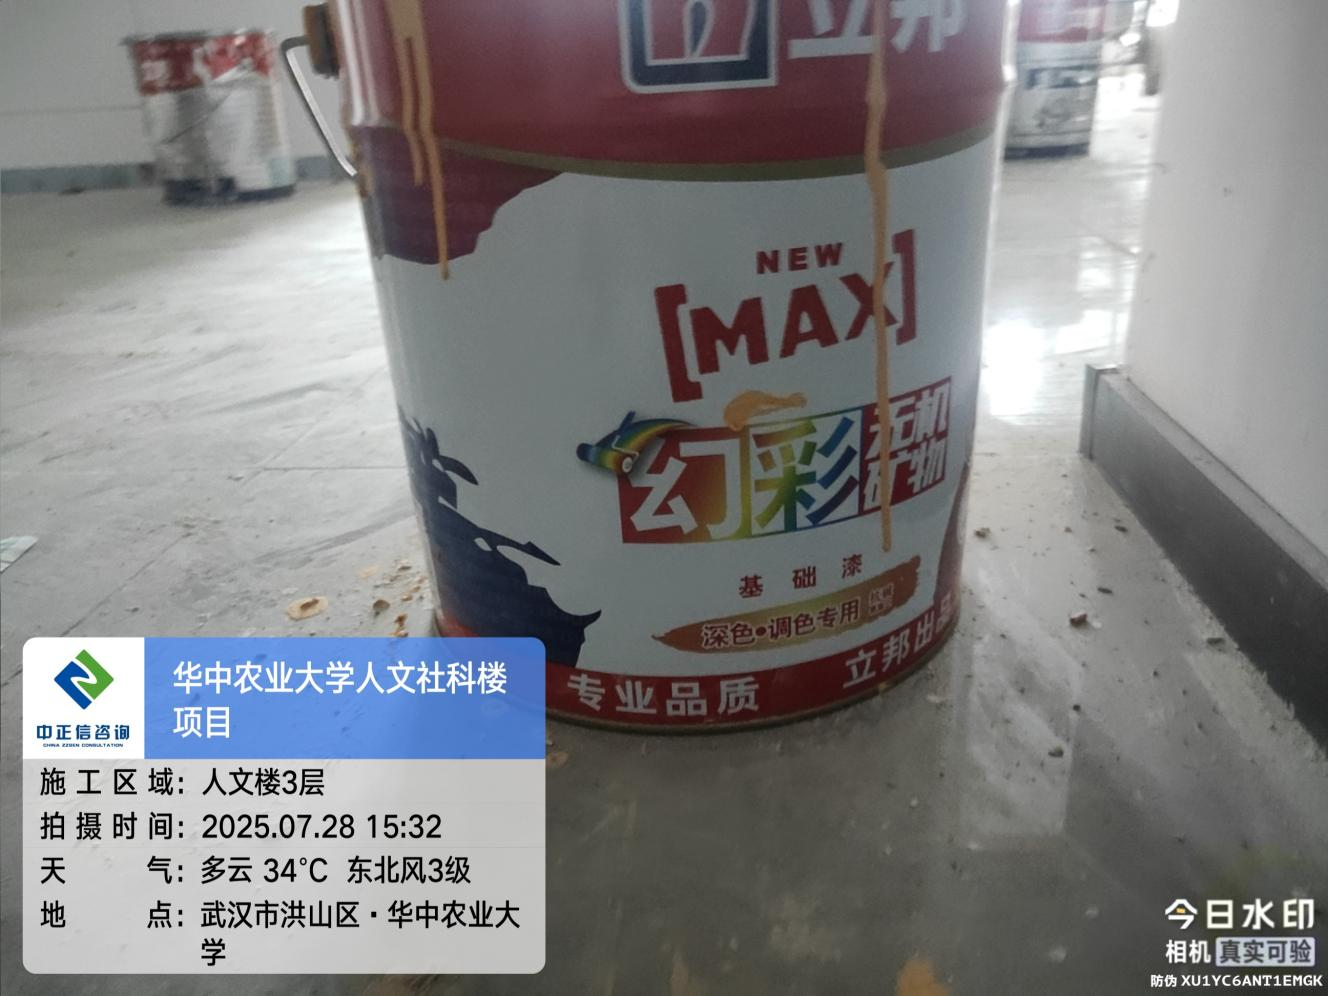 立邦
NEW
[MAX]
幻彩 无机
矿物
基础漆
深色•调色专用
专业品质
立邦出品
中正信咨询
CHINA ZZSEN CONSULTATION
华中农业大学人文社科楼
项目
施工区域：人文楼3层
拍摄时间：2025.07.28 15:32
天气：多云 34℃ 东北风3级
地点：武汉市洪山区·华中农业大
学
今日水印
相机 真实可验
防伪 XU1YC6ANT1EMGK